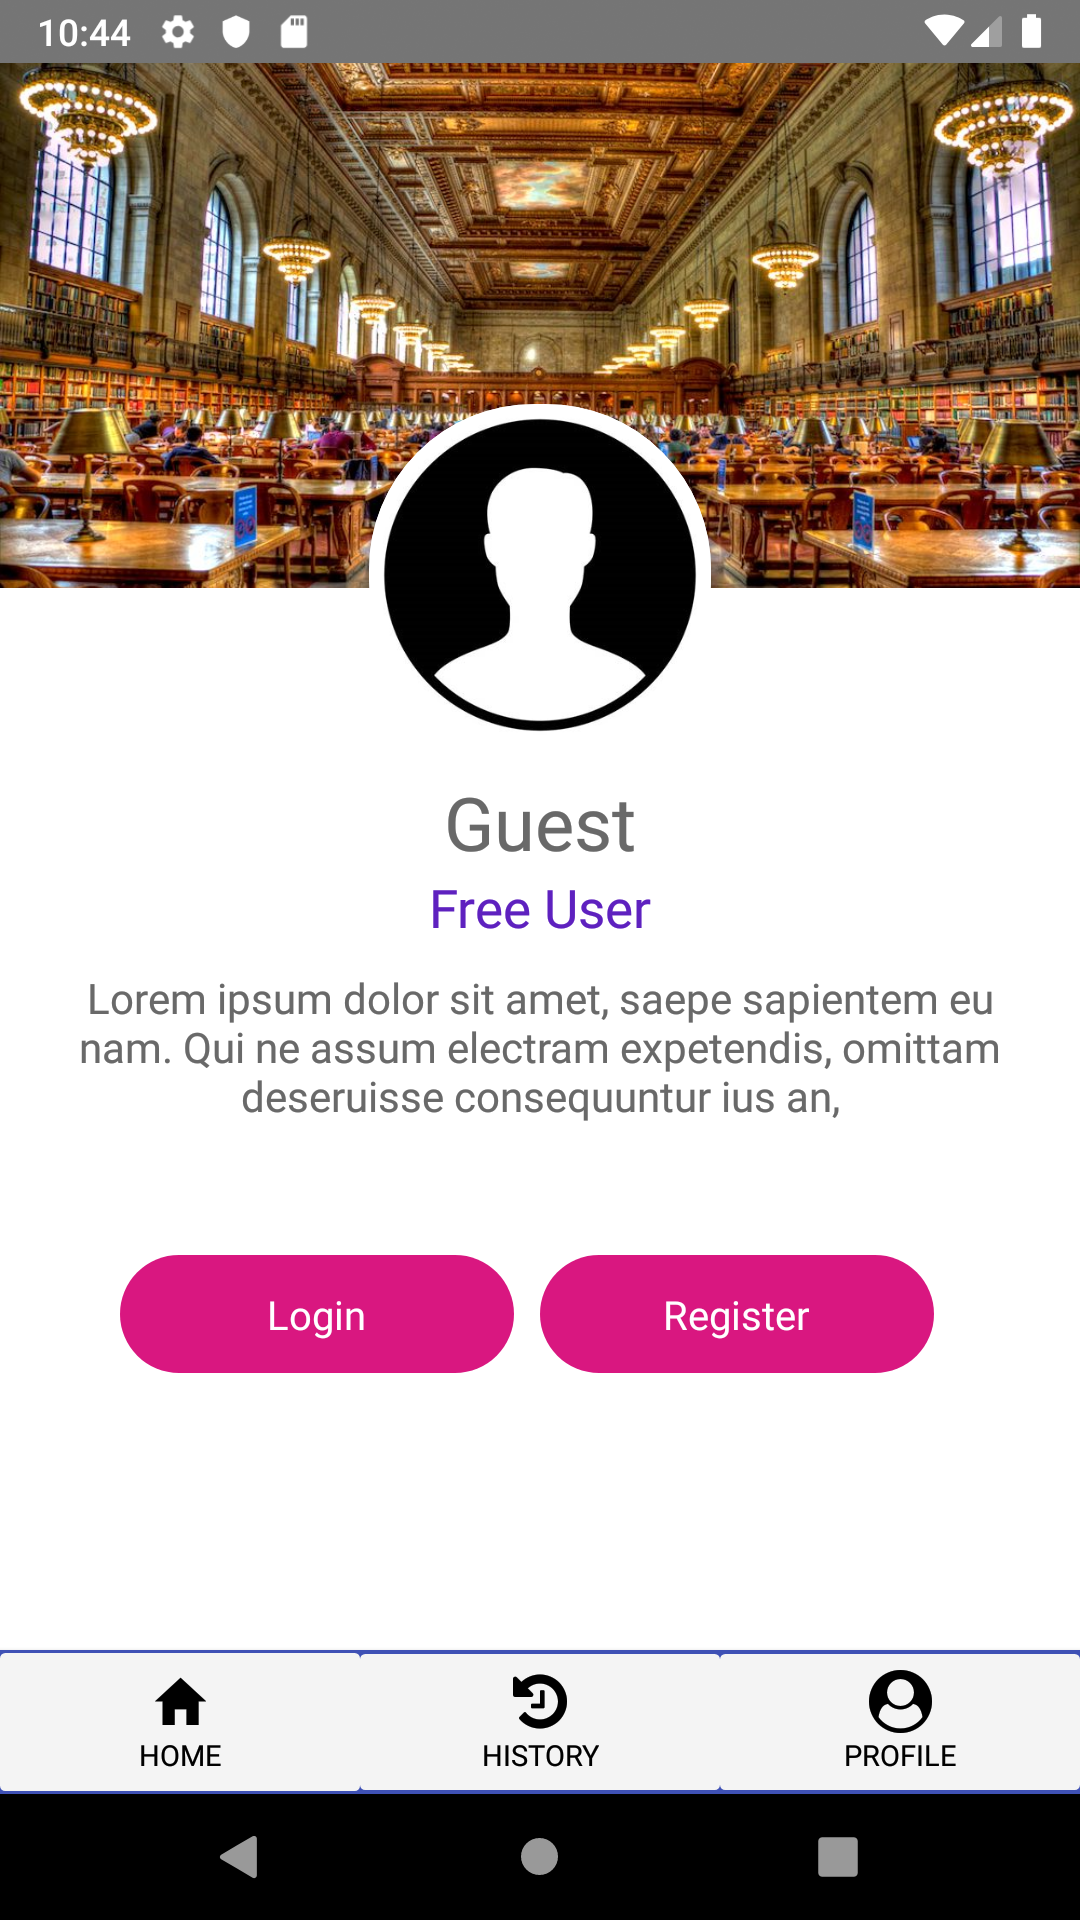 10:44
Guest
Free User
Lorem ipsum dolor sit amet, saepe sapientem eu
nam. Qui ne assum electram expetendis, omittam
deseruisse consequuntur ius an,
Login
Register
HOME
HISTORY
PROFILE